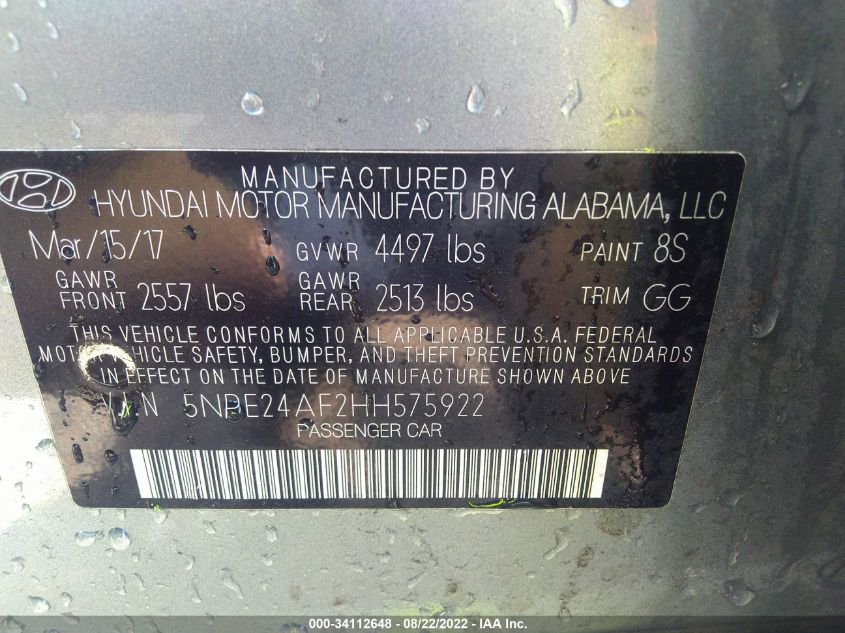 MANUFACTURED BY
HYUNDAI MOTOR MANUFACTURING ALABAMA, LLC
Mar/15/17 GVWR 4497 lbs PAINT 8S
GAWR FRONT 2557 lbs GAWR REAR 2513 lbs TRIM GG
THIS VEHICLE CONFORMS TO ALL APPLICABLE U.S.A. FEDERAL
MOTOR VEHICLE SAFETY, BUMPER, AND THEFT PREVENTION STANDARDS
IN EFFECT ON THE DATE OF MANUFACTURE SHOWN ABOVE
VIN 5NPE24AF2HH575922
PASSENGER CAR
000-34112648 - 08/22/2022 - IAA Inc.